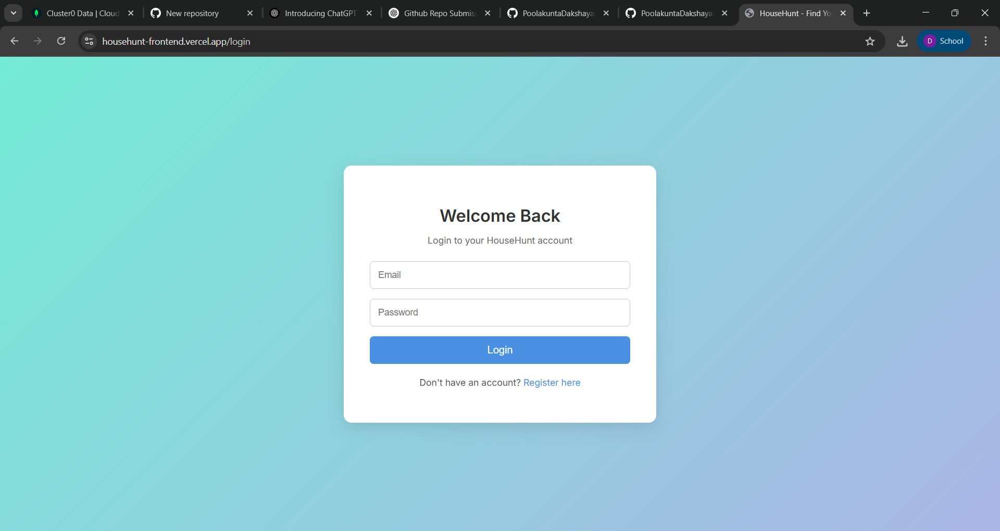 Cluster0 Data | Cloud
New repository
Introducing ChatGPT
Github Repo Submiss
PoolakuntaDakshaya
PoolakuntaDakshaya
HouseHunt - Find Yo
househunt-frontend.vercel.app/login
D
School
Welcome Back
Login to your HouseHunt account
Email
Password
Login
Don't have an account? Register here